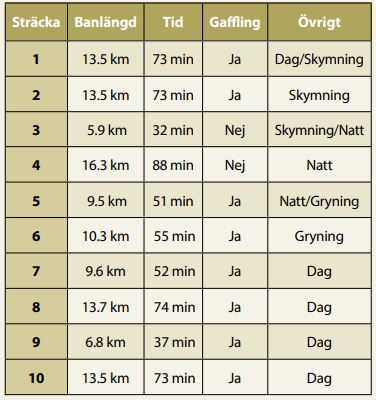 Sträcka Banlängd Tid Gaffling Övrigt
1 13.5 km 73 min Ja Dag/Skymning
2 13.5 km 73 min Ja Skymning
3 5.9 km 32 min Nej Skymning/Natt
4 16.3 km 88 min Nej Natt
5 9.5 km 51 min Ja Natt/Gryning
6 10.3 km 55 min Ja Gryning
7 9.6 km 52 min Ja Dag
8 13.7 km 74 min Ja Dag
9 6.8 km 37 min Ja Dag
10 13.5 km 73 min Ja Dag